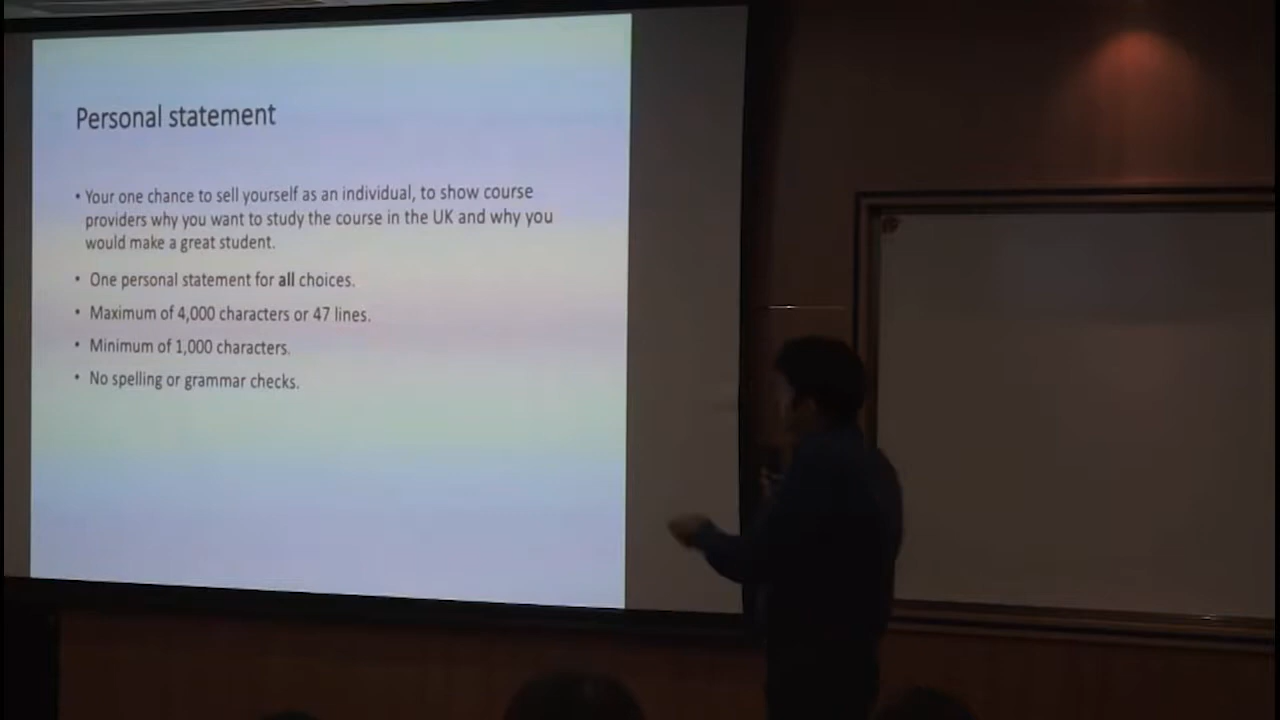 Personal statement
• Your one chance to sell yourself as an individual, to show course
providers why you want to study the course in the UK and why you
would make a great student.
• One personal statement for all choices.
• Maximum of 4,000 characters or 47 lines.
• Minimum of 1,000 characters.
• No spelling or grammar checks.